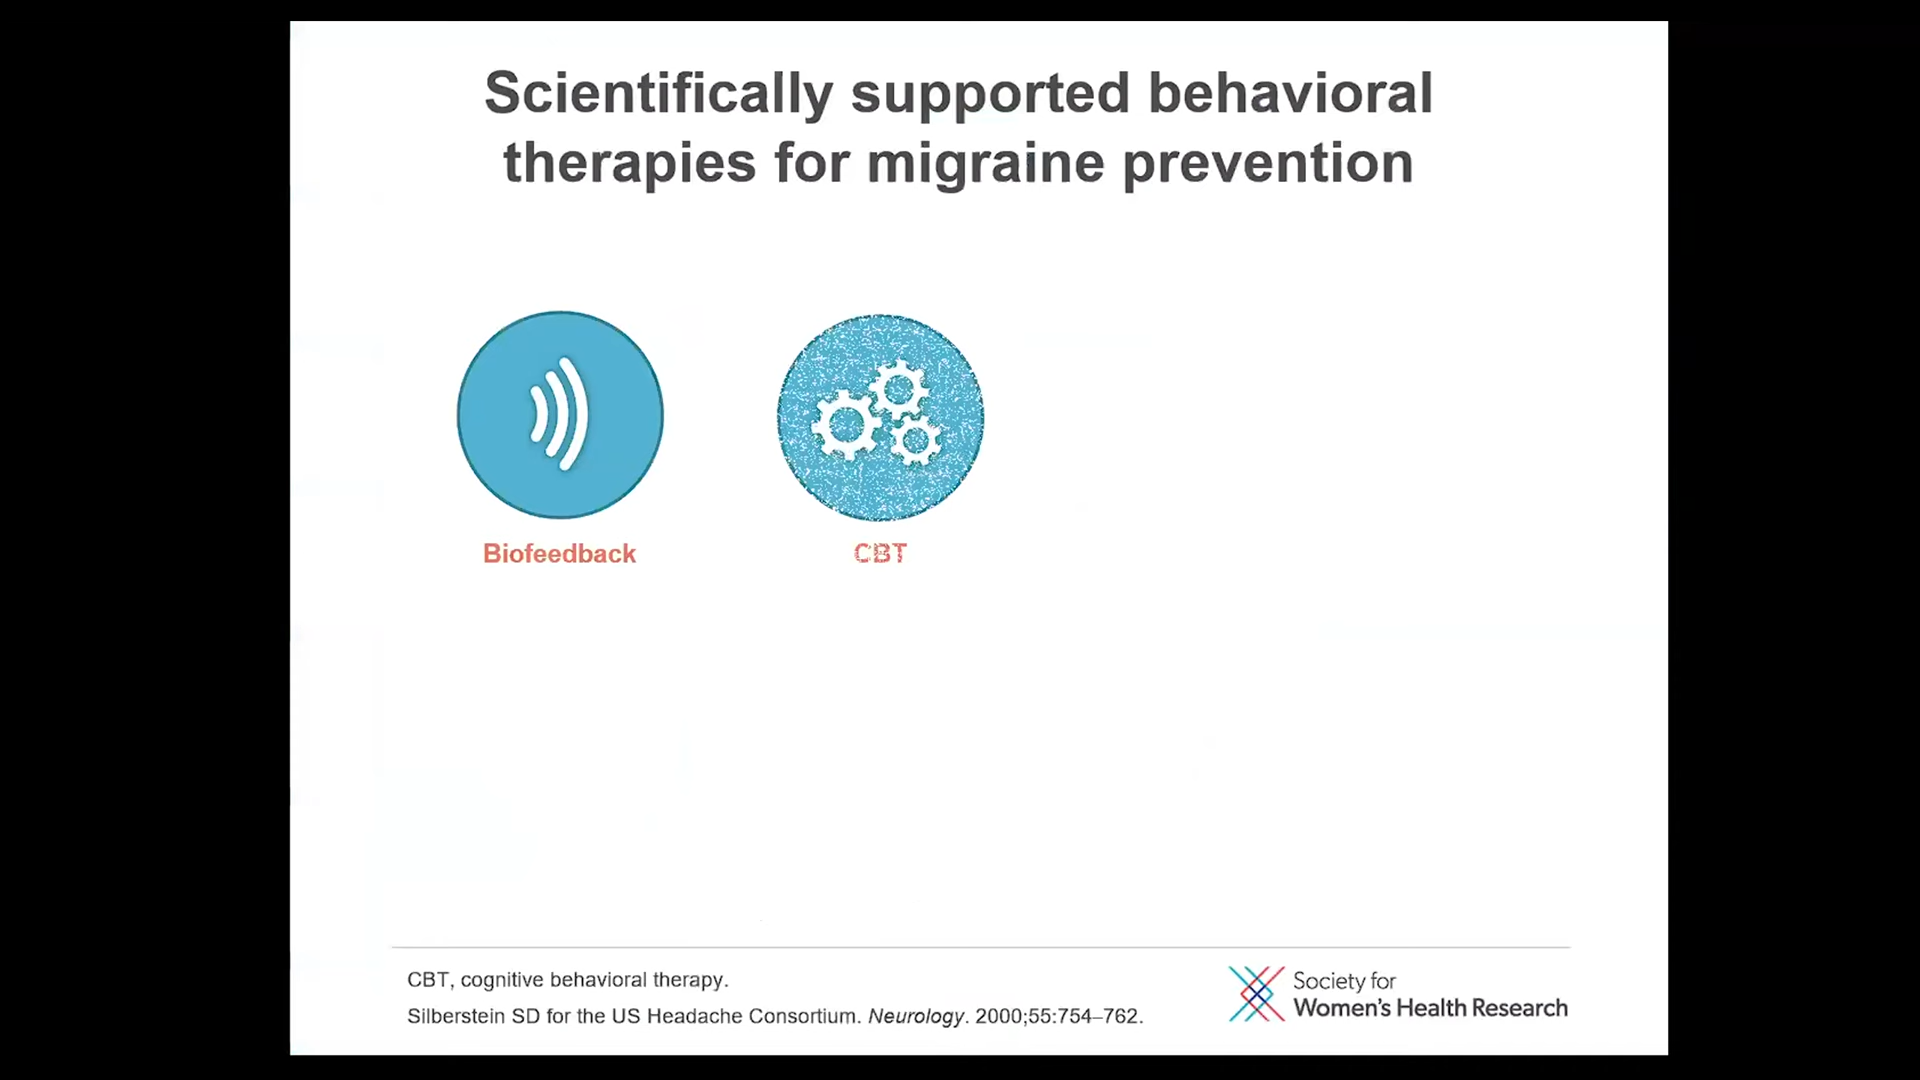 Scientifically supported behavioral
therapies for migraine prevention
Biofeedback
CBT
CBT, cognitive behavioral therapy.
Silberstein SD for the US Headache Consortium. Neurology. 2000;55:754–762.
Society for
Women's Health Research